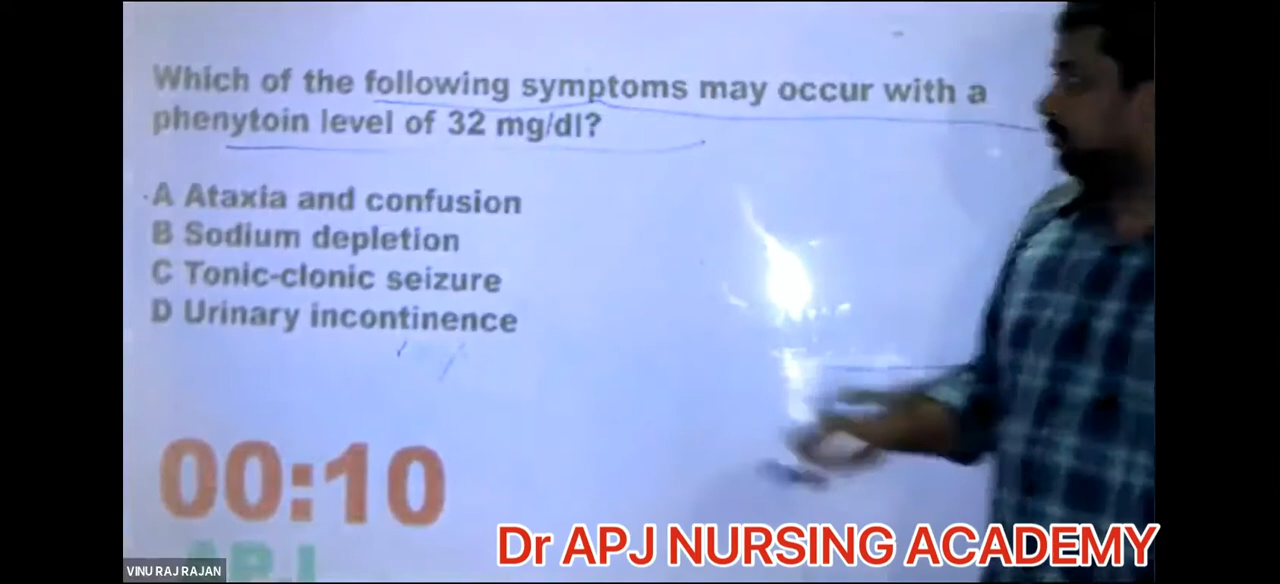 Which of the following symptoms may occur with a
phenytoin level of 32 mg/dl?
A Ataxia and confusion
B Sodium depletion
C Tonic-clonic seizure
D Urinary incontinence
00:10
APJ
Dr APJ NURSING ACADEMY
VINU RAJ RAJAN